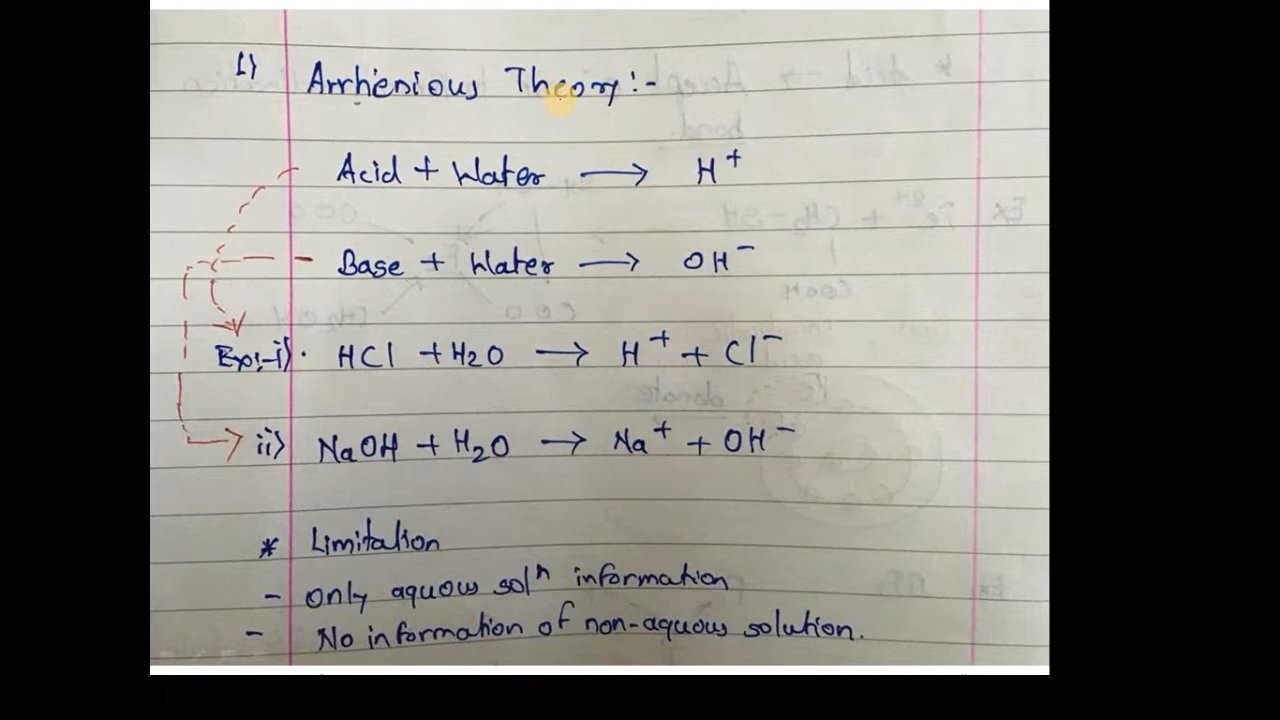 1) Arrhenious Theory :-
Acid + Water → H⁺
Base + Water → OH⁻
Exp:- i) · HCl + H₂O → H⁺ + Cl⁻
ii) NaOH + H₂O → Na⁺ + OH⁻
* Limitation
- Only aquous solⁿ information
- No information of non-aquous solution.